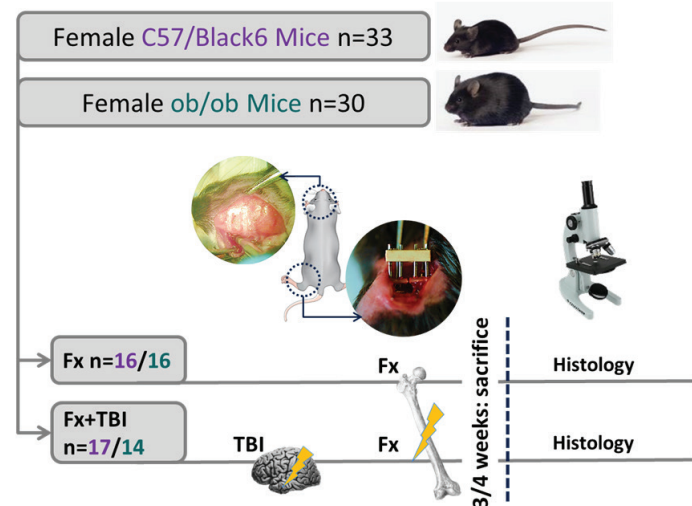 Female C57/Black6 Mice n=33
Female ob/ob Mice n=30
Fx n=16/16
Fx
Histology
Fx+TBI
n=17/14
TBI
Fx
Histology
3/4 weeks: sacrifice